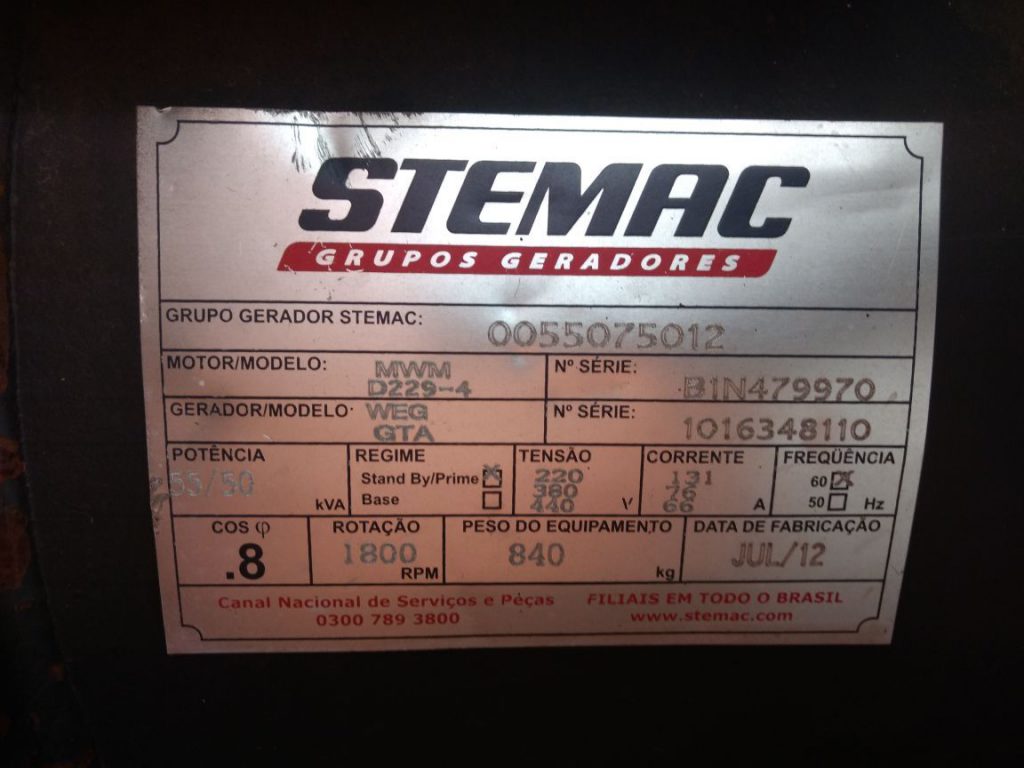 STEMAC
GRUPOS GERADORES
GRUPO GERADOR STEMAC: 0055075012
MOTOR/MODELO: MWM D229-4 Nº SÉRIE: B1N479970
GERADOR/MODELO: WEG GTA Nº SÉRIE: 1016348110
POTÊNCIA REGIME TENSÃO CORRENTE FREQÜÊNCIA
55/50 kVA Stand By/Prime Base 220 380 440 V 131 76 66 A 60 50 Hz
COS φ ROTAÇÃO PESO DO EQUIPAMENTO DATA DE FABRICAÇÃO
.8 1800 RPM 840 kg JUL/12
Canal Nacional de Serviços e Peças FILIAIS EM TODO O BRASIL
0300 789 3800 www.stemac.com